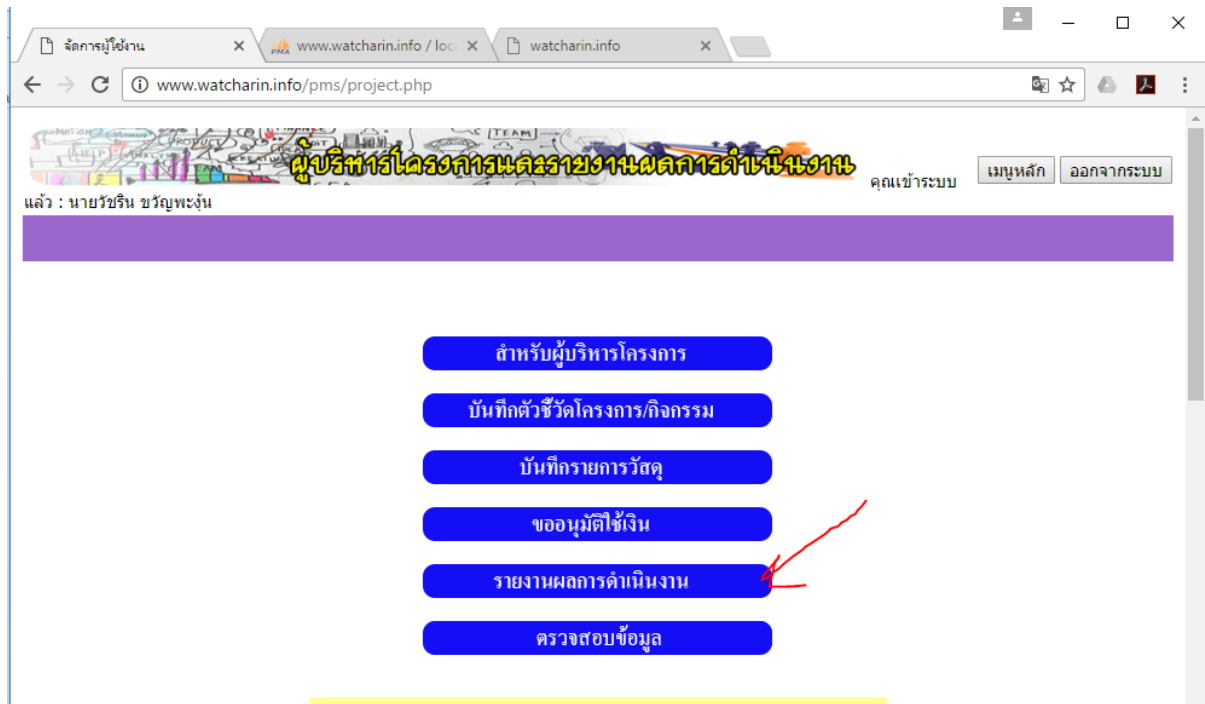 จัดการผู้ใช้งาน
www.watcharin.info / loc
watcharin.info
www.watcharin.info/pms/project.php
ผู้บริหารโครงการและรายงานผลการดำเนินงาน
คุณเข้าระบบ
เมนูหลัก
ออกจากระบบ
แล้ว : นายวัชริน ขวัญพะงุ้น
สำหรับผู้บริหารโครงการ
บันทึกตัวชี้วัดโครงการ/กิจกรรม
บันทึกรายการวัสดุ
ขออนุมัติใช้เงิน
รายงานผลการดำเนินงาน
ตรวจสอบข้อมูล